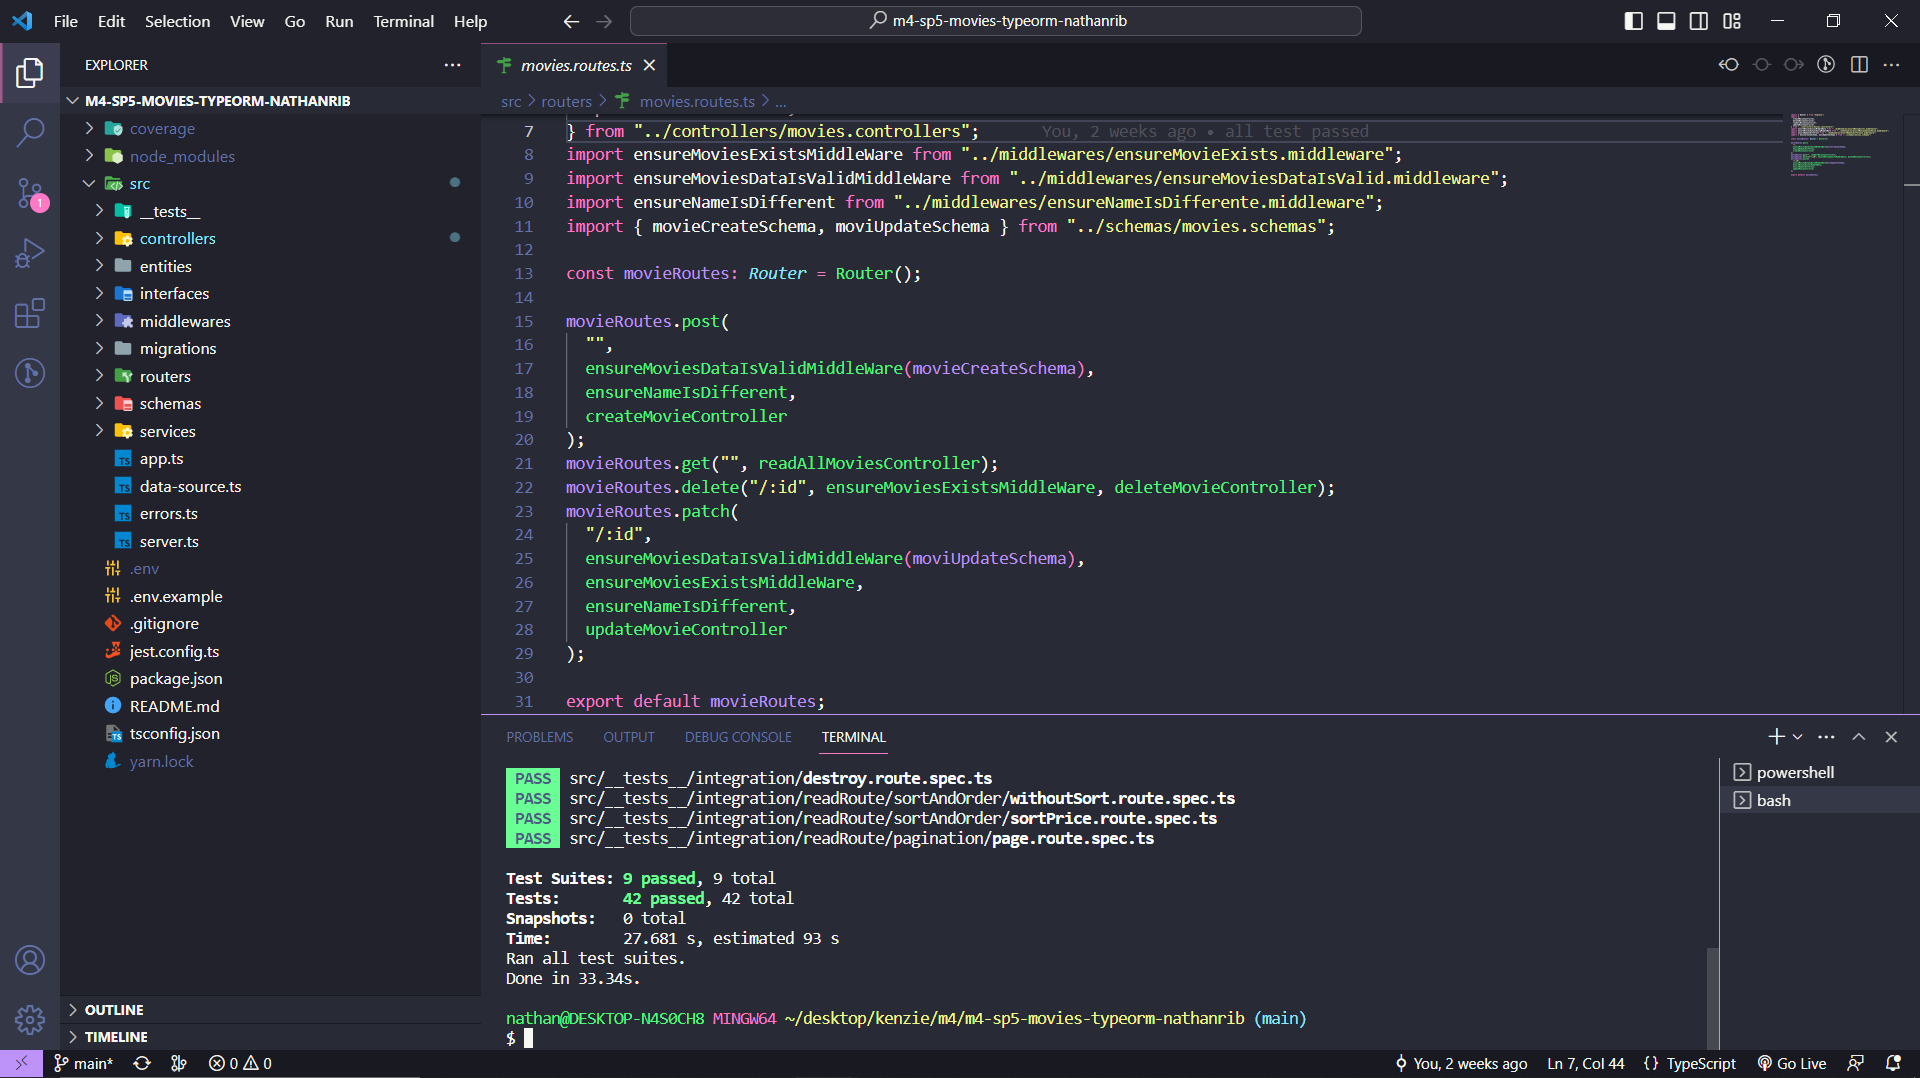 File Edit Selection View Go Run Terminal Help
m4-sp5-movies-typeorm-nathanrib
EXPLORER
M4-SP5-MOVIES-TYPEORM-NATHANRIB
coverage
node_modules
src
__tests__
controllers
entities
interfaces
middlewares
migrations
routers
schemas
services
app.ts
data-source.ts
errors.ts
server.ts
.env
.env.example
.gitignore
jest.config.ts
package.json
README.md
tsconfig.json
yarn.lock
OUTLINE
TIMELINE
1
movies.routes.ts
src > routers > movies.routes.ts > ...
7 } from "../controllers/movies.controllers"; You, 2 weeks ago • all test passed
8 import ensureMoviesExistsMiddleWare from "../middlewares/ensureMovieExists.middleware";
9 import ensureMoviesDataIsValidMiddleWare from "../middlewares/ensureMoviesDataIsValid.middleware";
10 import ensureNameIsDifferent from "../middlewares/ensureNameIsDifferente.middleware";
11 import { movieCreateSchema, moviUpdateSchema } from "../schemas/movies.schemas";
12
13 const movieRoutes: Router = Router();
14
15 movieRoutes.post(
16 "",
17 ensureMoviesDataIsValidMiddleWare(movieCreateSchema),
18 ensureNameIsDifferent,
19 createMovieController
20 );
21 movieRoutes.get("", readAllMoviesController);
22 movieRoutes.delete("/:id", ensureMoviesExistsMiddleWare, deleteMovieController);
23 movieRoutes.patch(
24 "/:id",
25 ensureMoviesDataIsValidMiddleWare(moviUpdateSchema),
26 ensureMoviesExistsMiddleWare,
27 ensureNameIsDifferent,
28 updateMovieController
29 );
30
31 export default movieRoutes;
PROBLEMS OUTPUT DEBUG CONSOLE TERMINAL
PASS src/__tests__/integration/destroy.route.spec.ts
PASS src/__tests__/integration/readRoute/sortAndOrder/withoutSort.route.spec.ts
PASS src/__tests__/integration/readRoute/sortAndOrder/sortPrice.route.spec.ts
PASS src/__tests__/integration/readRoute/pagination/page.route.spec.ts
Test Suites: 9 passed, 9 total
Tests: 42 passed, 42 total
Snapshots: 0 total
Time: 27.681 s, estimated 93 s
Ran all test suites.
Done in 33.34s.
nathan@DESKTOP-N4S0CH8 MINGW64 ~/desktop/kenzie/m4/m4-sp5-movies-typeorm-nathanrib (main)
$
powershell
bash
main* 0 0 You, 2 weeks ago Ln 7, Col 44 {} TypeScript Go Live